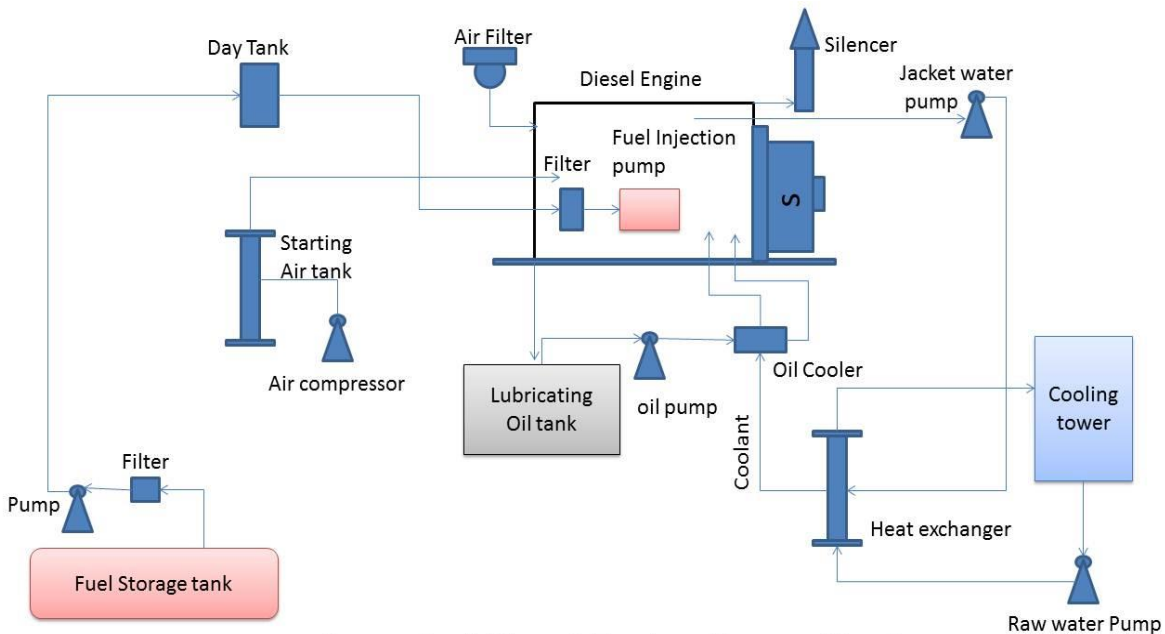 Day Tank
Air Filter
Silencer
Diesel Engine
Jacket water
pump
Fuel Injection
pump
Filter
S
Starting
Air tank
Air compressor
Oil Cooler
Lubricating
Oil tank
oil pump
Cooling
tower
Coolant
Filter
Pump
Heat exchanger
Fuel Storage tank
Raw water Pump